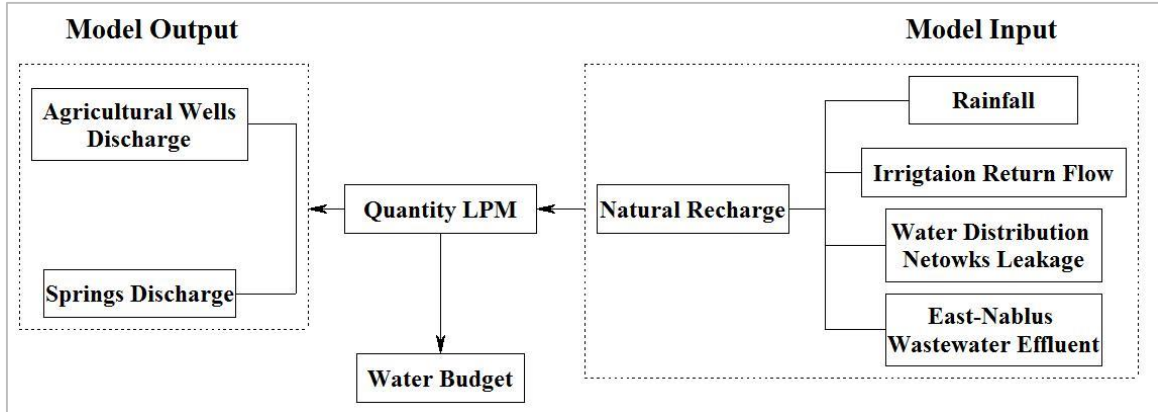 Model Output
Model Input
Agricultural Wells
Discharge
Springs Discharge
Quantity LPM
Water Budget
Natural Recharge
Rainfall
Irrigtaion Return Flow
Water Distribution
Netowks Leakage
East-Nablus
Wastewater Effluent